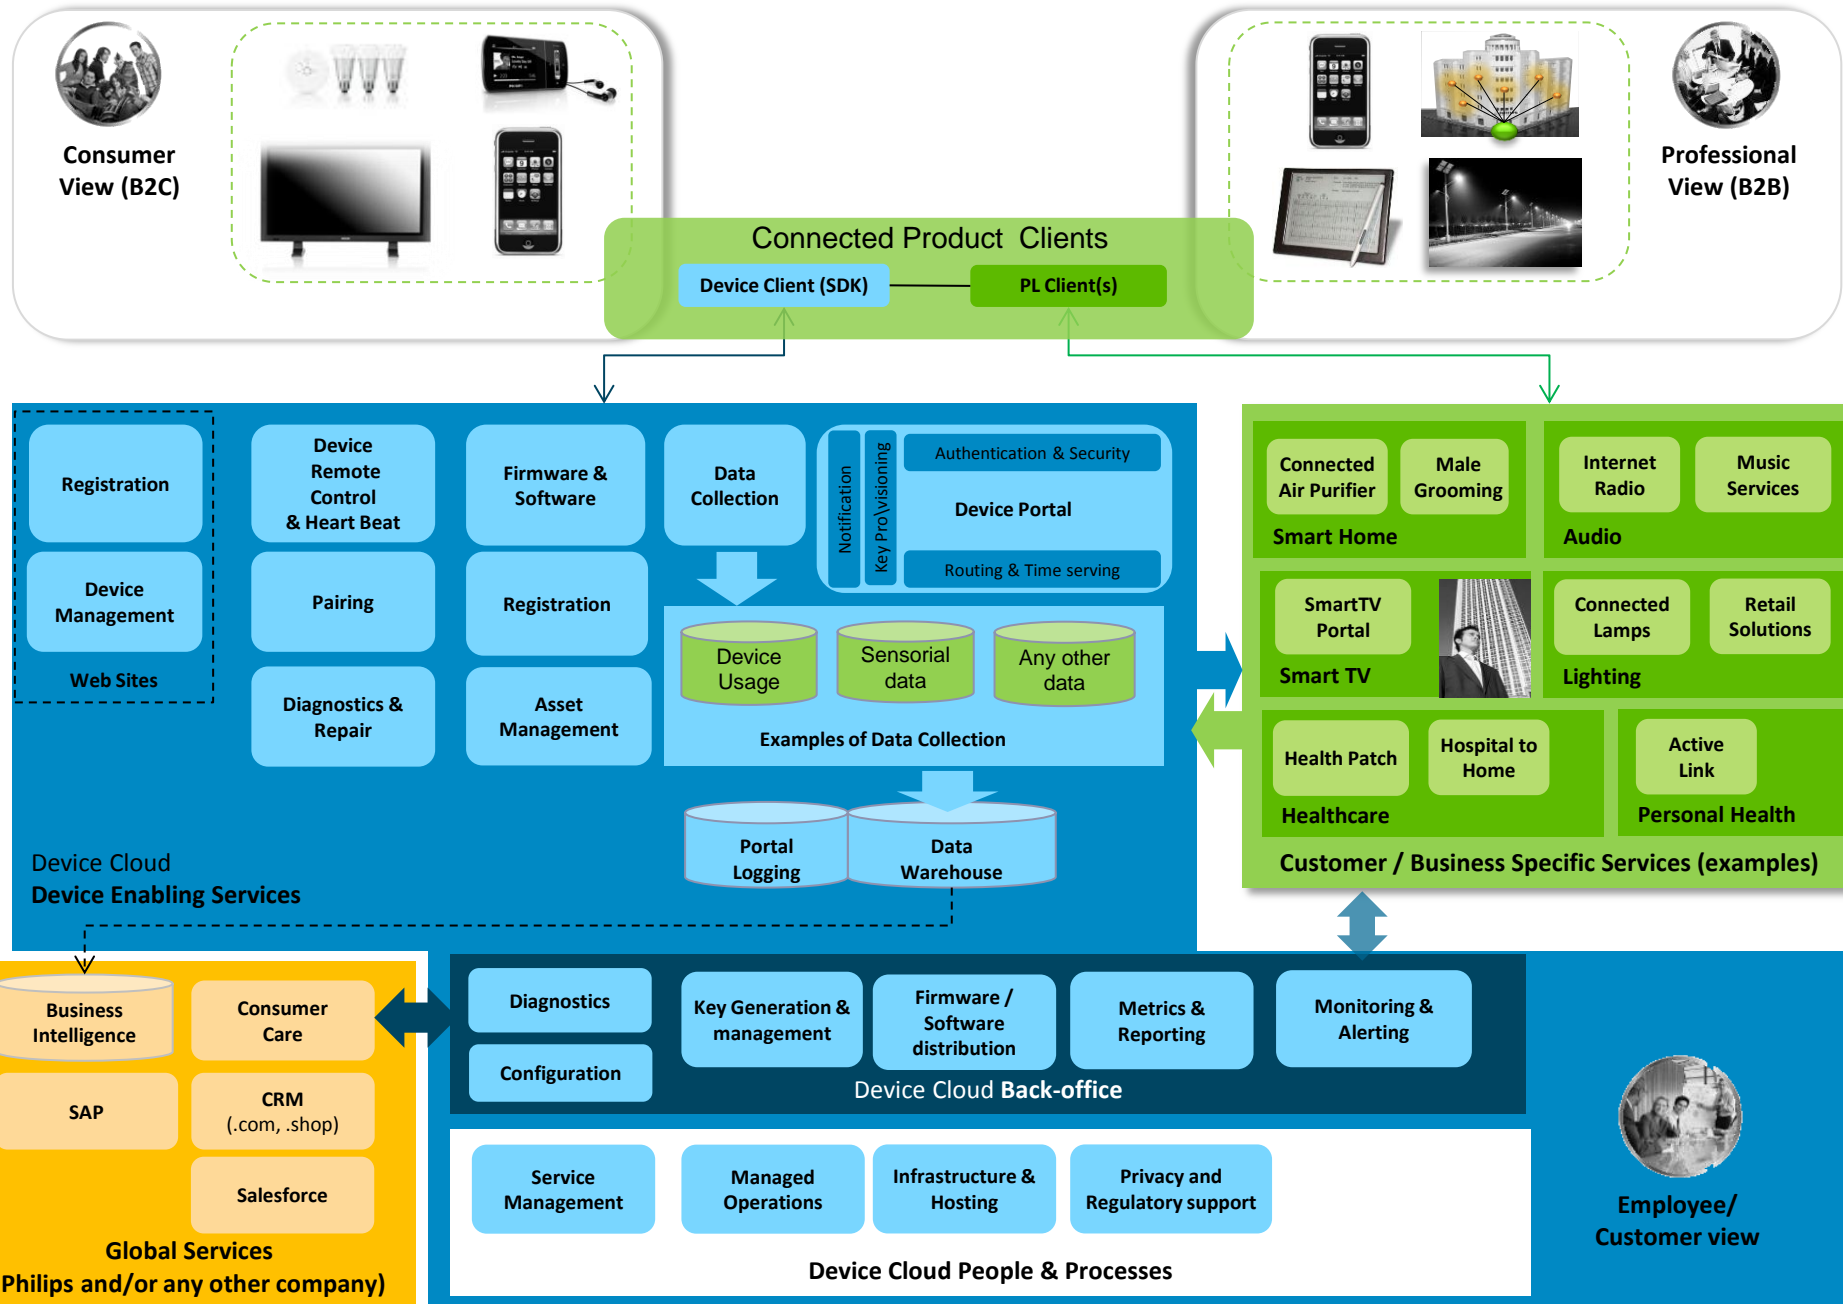 Consumer
View (B2C)
Professional
View (B2B)
Connected Product Clients
Device Client (SDK)
PL Client(s)
Registration
Device
Management
Web Sites
Device
Remote
Control
& Heart Beat
Pairing
Diagnostics &
Repair
Firmware &
Software
Registration
Asset
Management
Data
Collection
Notification
Key Pro\visioning
Authentication & Security
Device Portal
Routing & Time serving
Device
Usage
Sensorial
data
Any other
data
Examples of Data Collection
Portal
Logging
Data
Warehouse
Device Cloud
Device Enabling Services
Connected
Air Purifier
Male
Grooming
Smart Home
Internet
Radio
Music
Services
Audio
SmartTV
Portal
Smart TV
Connected
Lamps
Retail
Solutions
Lighting
Health Patch
Hospital to
Home
Healthcare
Active
Link
Personal Health
Customer / Business Specific Services (examples)
Business
Intelligence
Consumer
Care
SAP
CRM
(.com, .shop)
Salesforce
Global Services
Philips and/or any other company)
Diagnostics
Configuration
Key Generation &
management
Firmware /
Software
distribution
Metrics &
Reporting
Monitoring &
Alerting
Device Cloud Back-office
Service
Management
Managed
Operations
Infrastructure &
Hosting
Privacy and
Regulatory support
Device Cloud People & Processes
Employee/
Customer view